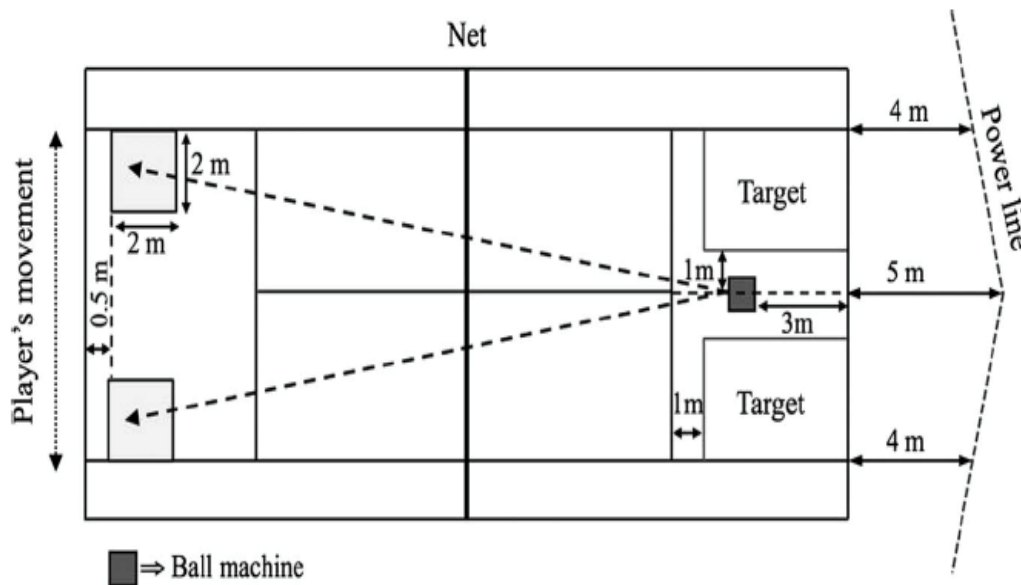 Net
4 m
Power line
Player's movement
2 m
Target
2 m
1m
5 m
0.5 m
3m
1m
Target
4 m
⇒ Ball machine